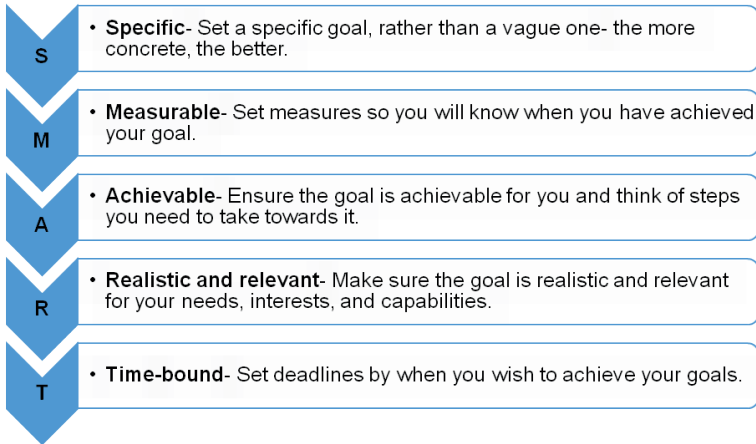 S
• Specific- Set a specific goal, rather than a vague one- the more
concrete, the better.
M
• Measurable- Set measures so you will know when you have achieved
your goal.
A
• Achievable- Ensure the goal is achievable for you and think of steps
you need to take towards it.
R
• Realistic and relevant- Make sure the goal is realistic and relevant
for your needs, interests, and capabilities.
T
• Time-bound- Set deadlines by when you wish to achieve your goals.